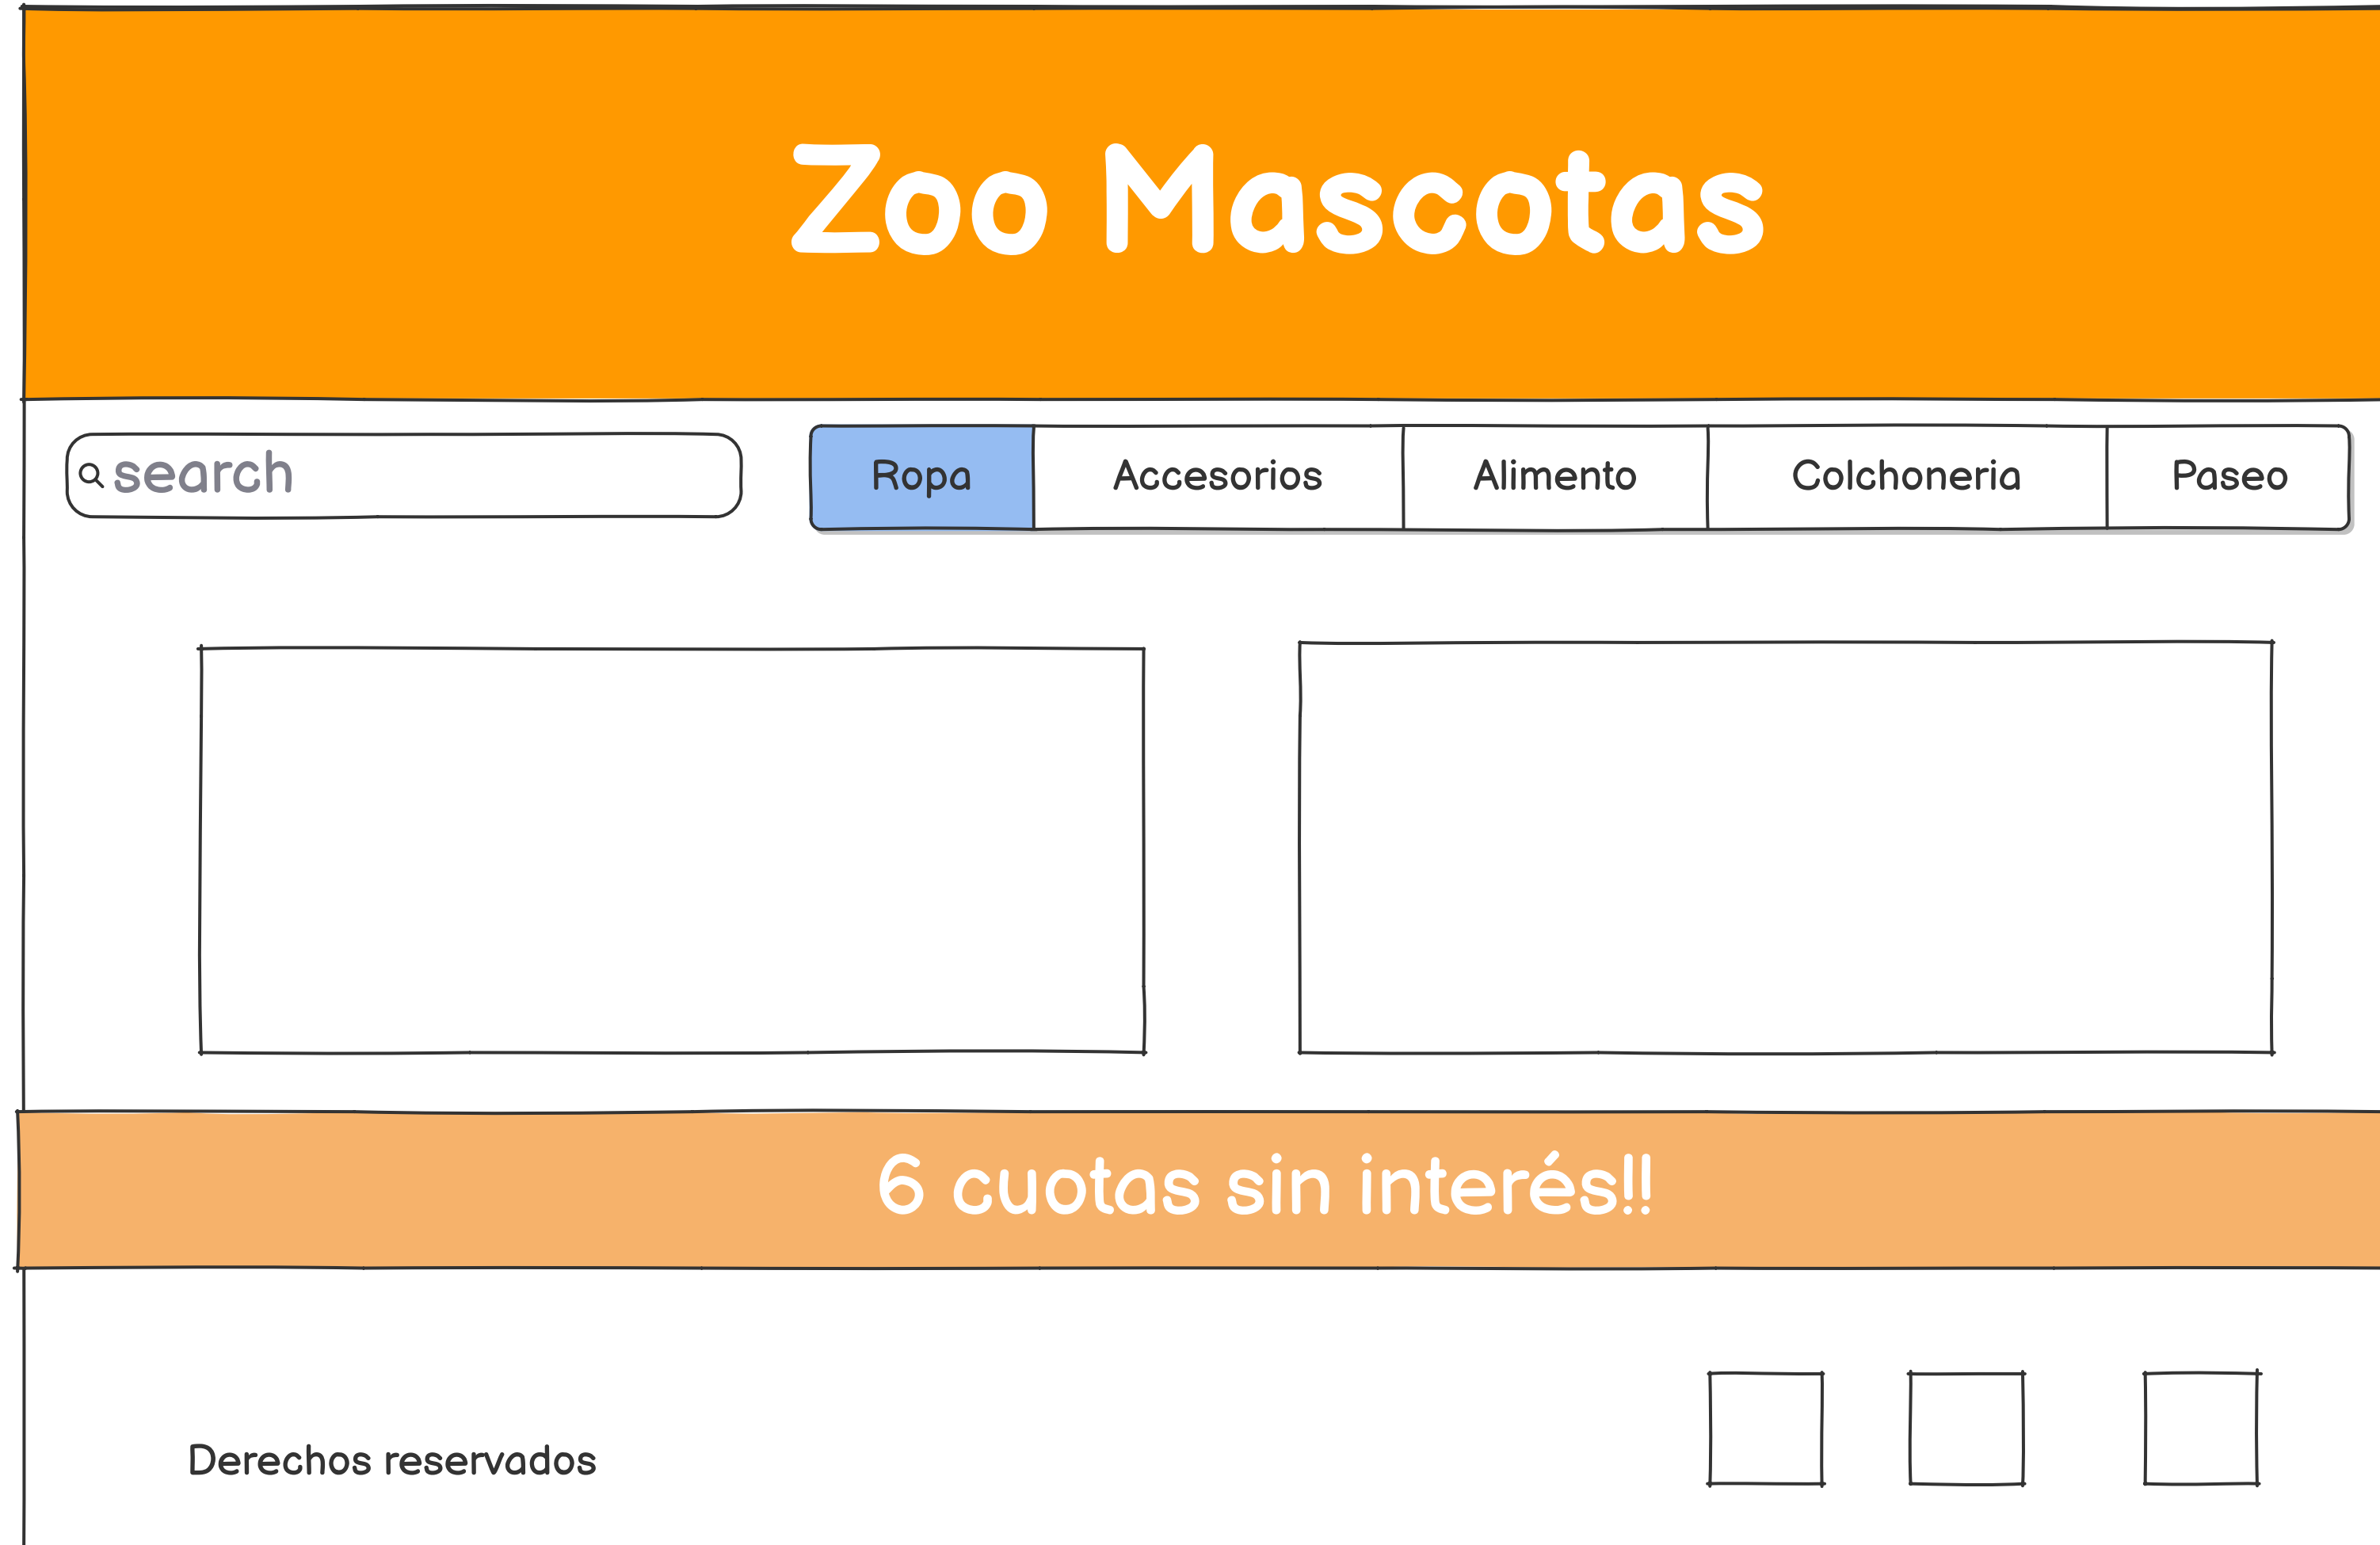 Zoo Mascotas
search
Ropa Accesorios Alimento Colchoneria Paseo
6 cuotas sin interés!!
Derechos reservados